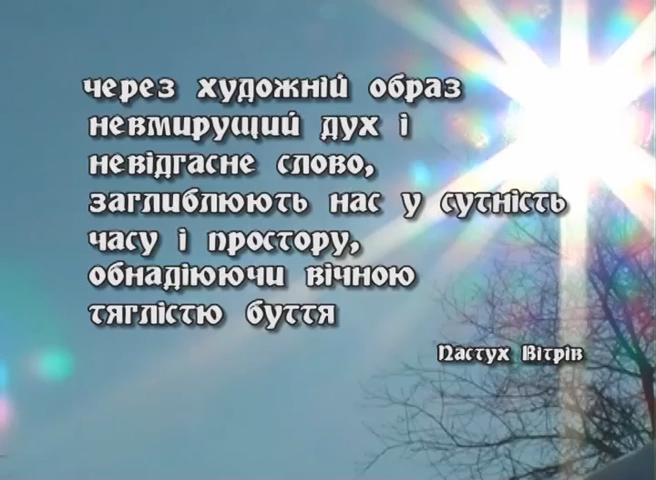 через художній образ
невмирущий дух і
невідгасне слово,
заглиблюють нас у сутність
часу і простору,
обнадіюючи вічною
тяглістю буття
Пастух Вітрів